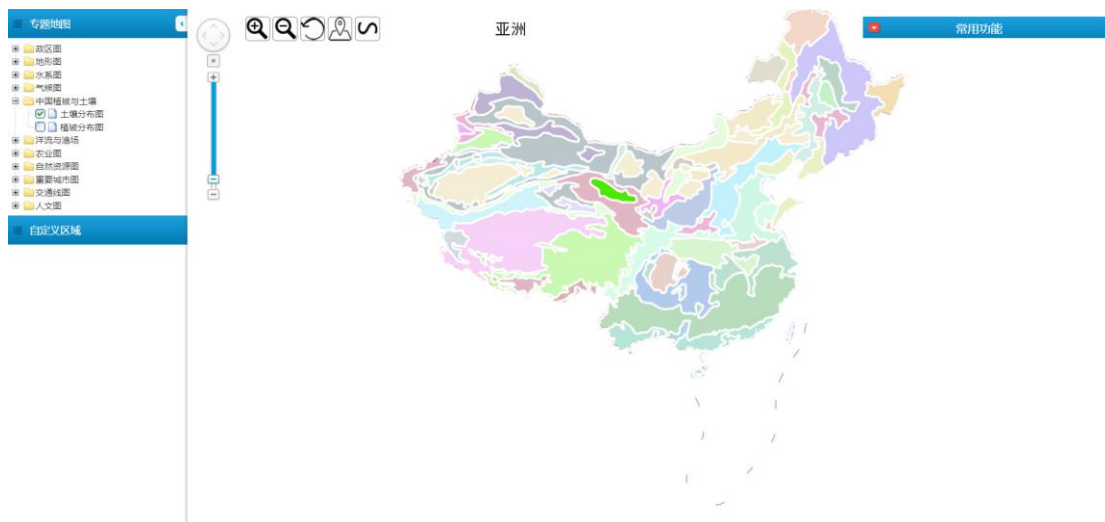 专题地图
政区图
地形图
水系图
气候图
中国植被与土壤
土壤分布图
植被分布图
洋流与渔场
农业图
自然资源图
重要城市图
交通线图
人文图
自定义区域
亚洲
常用功能